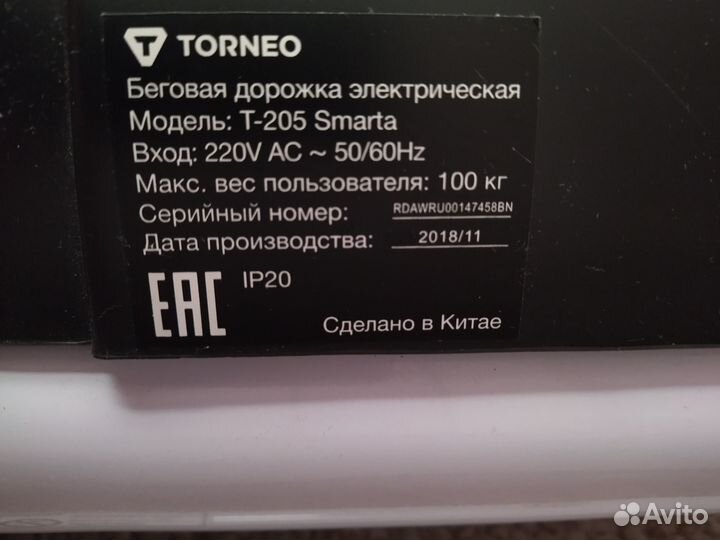 TORNEO
Беговая дорожка электрическая
Модель: T-205 Smarta
Вход: 220V AC ~ 50/60Hz
Макс. вес пользователя: 100 кг
Серийный номер: RDAWRU00147458BN
Дата производства: 2018/11
EAC IP20
Сделано в Китае
Avito